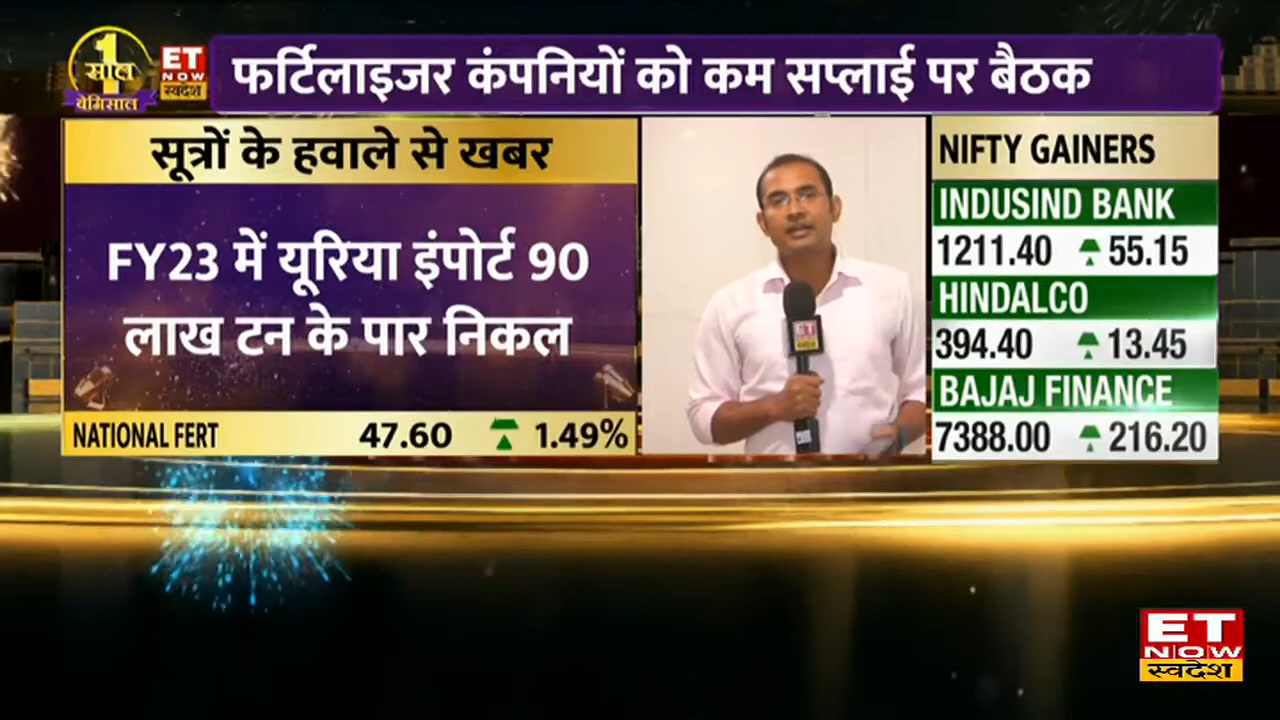 1
साल
बेमिसाल
ET
NOW
स्वदेश
फर्टिलाइजर कंपनियों को कम सप्लाई पर बैठक
सूत्रों के हवाले से खबर
FY23 में यूरिया इंपोर्ट 90
लाख टन के पार निकल
NATIONAL FERT 47.60 1.49%
NIFTY GAINERS
INDUSIND BANK
1211.40 55.15
HINDALCO
394.40 13.45
BAJAJ FINANCE
7388.00 216.20
ET
NOW
स्वदेश